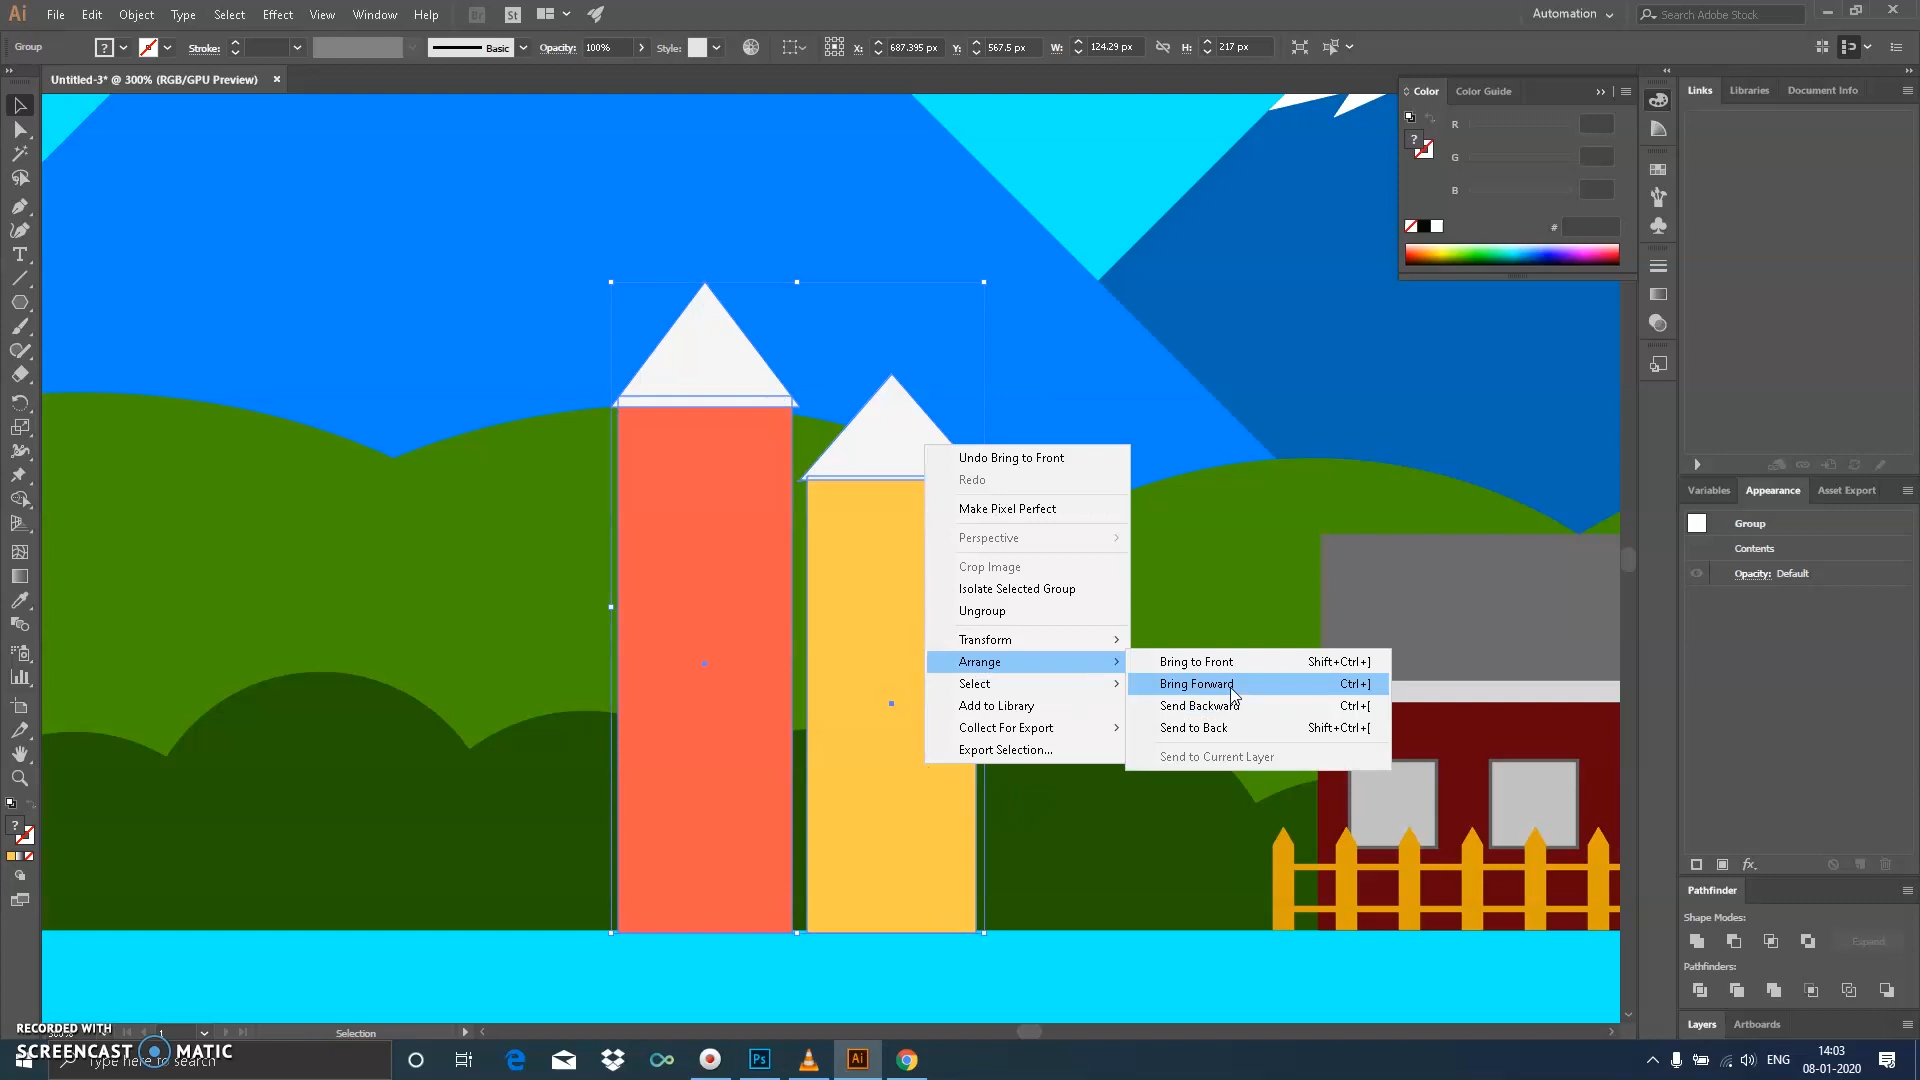 Ai File Edit Object Type Select Effect View Window Help Br St Automation Search Adobe Stock
Group ? Stroke: Basic Opacity: 100% Style: X: 687.395 px Y: 567.5 px W: 124.29 px H: 217 px
Untitled-3* @ 300% (RGB/GPU Preview)
Color Color Guide
R
G
B
#
Links Libraries Document Info
Undo Bring to Front
Redo
Make Pixel Perfect
Perspective
Crop Image
Isolate Selected Group
Ungroup
Transform
Arrange
Select
Add to Library
Collect For Export
Export Selection...
Bring to Front Shift+Ctrl+]
Bring Forward Ctrl+]
Send Backward Ctrl+[
Send to Back Shift+Ctrl+[
Send to Current Layer
Variables Appearance Asset Export
Group
Contents
Opacity: Default
fx.
Pathfinder
Shape Modes:
Expand
Pathfinders:
Layers Artboards
1 Selection
RECORDED WITH
SCREENCAST MATIC
Type here to search
Ps Ai
ENG 14:03
08-01-2020